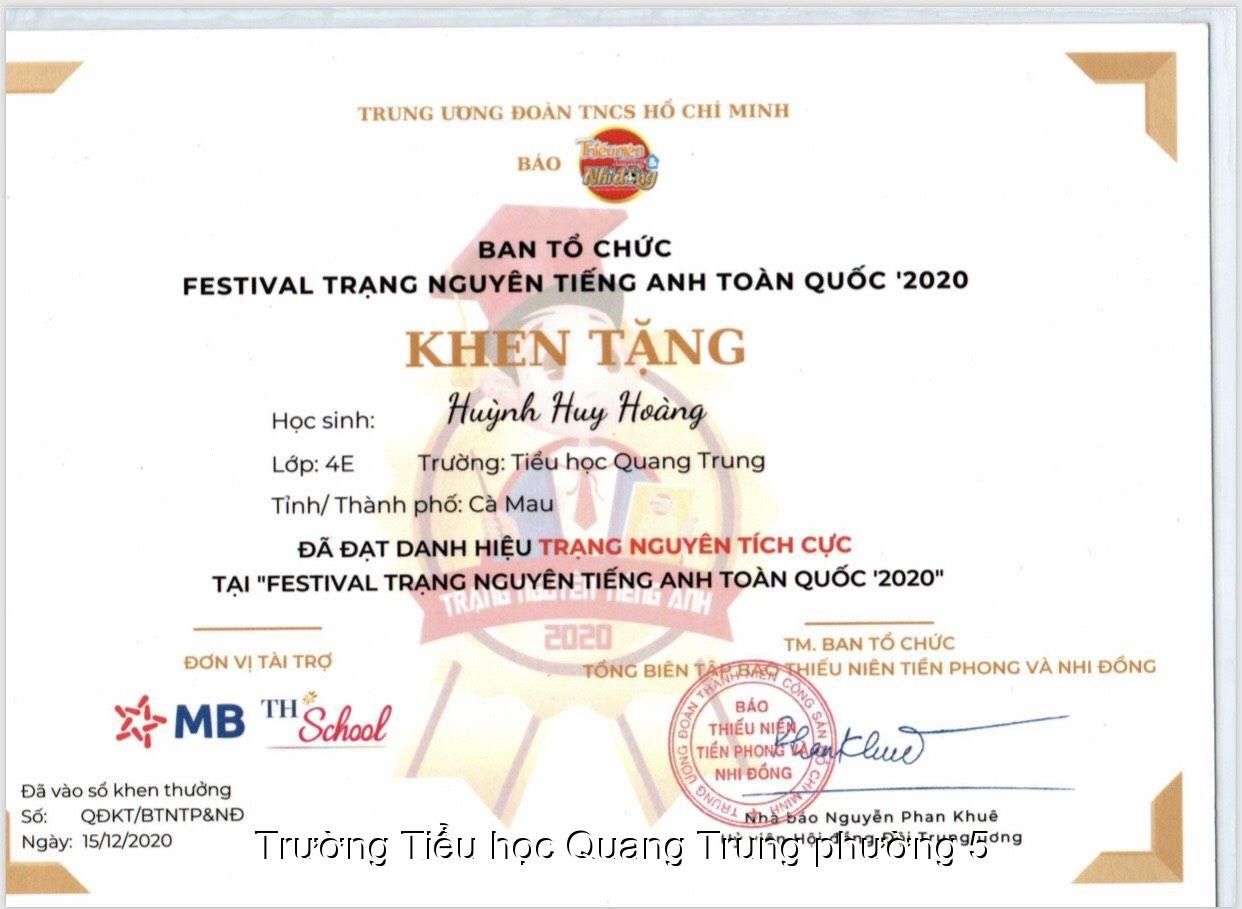 TRUNG ƯƠNG ĐOÀN TNCS HỒ CHÍ MINH
BÁO Thiếu niên & Nhi đồng
BAN TỔ CHỨC
FESTIVAL TRẠNG NGUYÊN TIẾNG ANH TOÀN QUỐC '2020
KHEN TẶNG
Học sinh: Huỳnh Huy Hoàng
Lớp: 4E Trường: Tiểu học Quang Trung
Tỉnh/ Thành phố: Cà Mau
ĐÃ ĐẠT DANH HIỆU TRẠNG NGUYÊN TÍCH CỰC
TẠI "FESTIVAL TRẠNG NGUYÊN TIẾNG ANH TOÀN QUỐC '2020"
TRẠNG NGUYÊN TIẾNG ANH
2020
ĐƠN VỊ TÀI TRỢ
MB TH School
TM. BAN TỔ CHỨC
TỔNG BIÊN TẬP BÁO THIẾU NIÊN TIỀN PHONG VÀ NHI ĐỒNG
TRUNG ƯƠNG ĐOÀN THANH NIÊN CỘNG SẢN HỒ CHÍ MINH
BÁO
THIẾU NIÊN
TIỀN PHONG VÀ
NHI ĐỒNG
PhanKhuê
Nhà báo Nguyễn Phan Khuê
Ủy viên Hội đồng Đội Trung ương
Đã vào sổ khen thưởng
Số: QĐKT/BTNTP&NĐ
Ngày: 15/12/2020
Trường Tiểu học Quang Trung phường 5